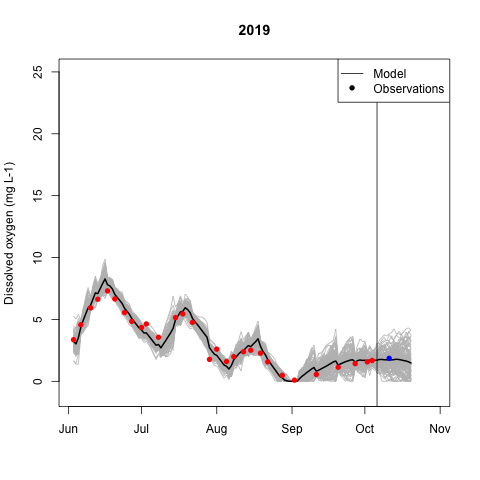 2019
Model
Observations
Dissolved oxygen (mg L-1)
25
20
15
10
5
0
Jun Jul Aug Sep Oct Nov